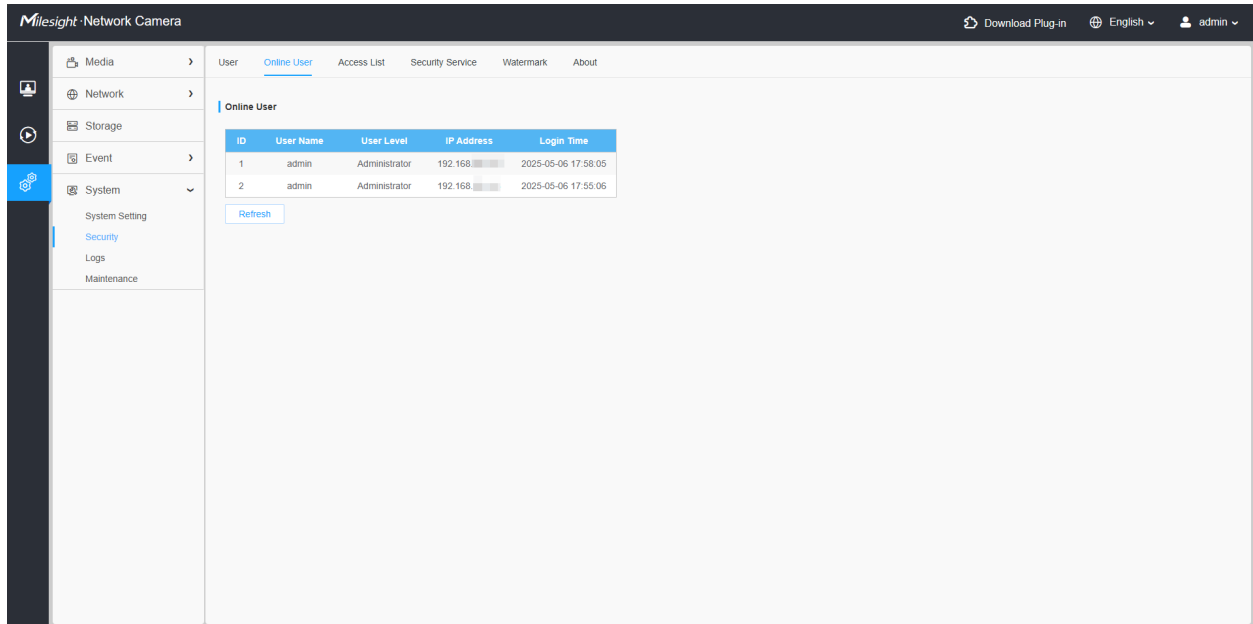 Milesight · Network Camera
Download Plug-in English admin
Media
Network
Storage
Event
System
System Setting
Security
Logs
Maintenance
User Online User Access List Security Service Watermark About
Online User
ID User Name User Level IP Address Login Time
1 admin Administrator 192.168. 2025-05-06 17:58:05
2 admin Administrator 192.168. 2025-05-06 17:55:06
Refresh